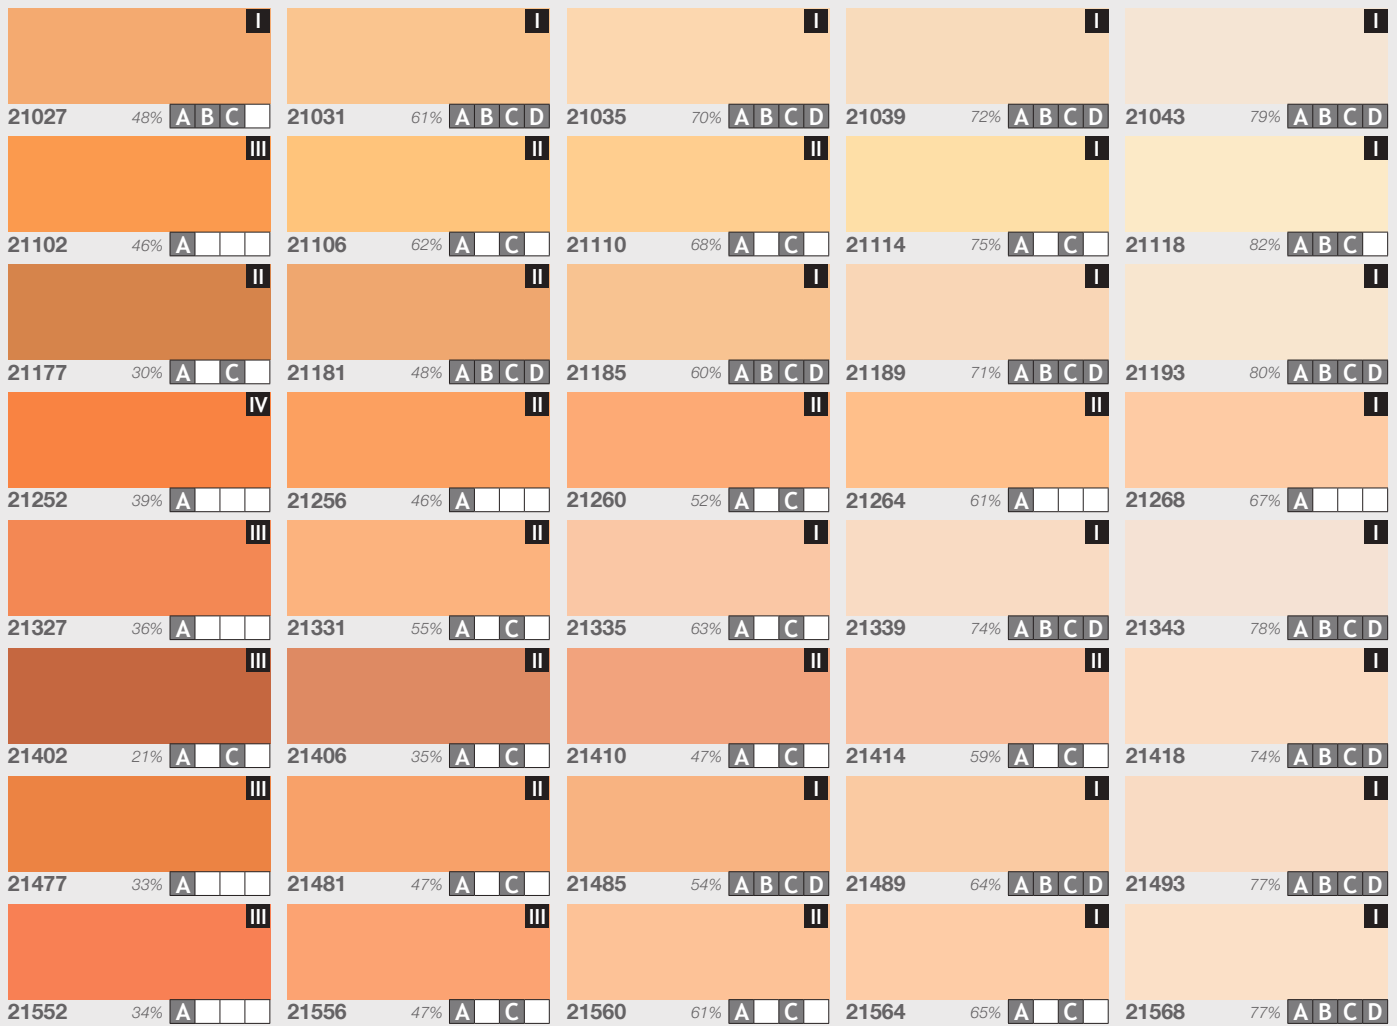 I I I I I
21027 48% A B C 21031 61% A B C D 21035 70% A B C D 21039 72% A B C D 21043 79% A B C D
III II II I I
21102 46% A 21106 62% A C 21110 68% A C 21114 75% A C 21118 82% A B C
II II I I I
21177 30% A C 21181 48% A B C D 21185 60% A B C D 21189 71% A B C D 21193 80% A B C D
IV II II II I
21252 39% A 21256 46% A 21260 52% A C 21264 61% A 21268 67% A
III II I I I
21327 36% A 21331 55% A C 21335 63% A C 21339 74% A B C D 21343 78% A B C D
III II II II I
21402 21% A C 21406 35% A C 21410 47% A C 21414 59% A C 21418 74% A B C D
III II I I I
21477 33% A 21481 47% A C 21485 54% A B C D 21489 64% A B C D 21493 77% A B C D
III III II I I
21552 34% A 21556 47% A C 21560 61% A C 21564 65% A C 21568 77% A B C D